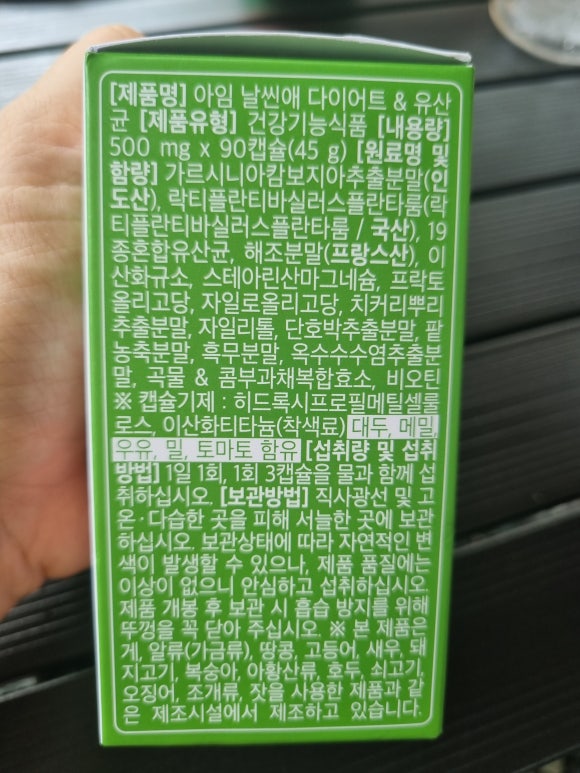 [제품명] 아임 날씬애 다이어트 & 유산
균 [제품유형] 건강기능식품 [내용량]
500 mg x 90캡슐(45 g) [원료명 및
함량] 가르시니아캄보지아추출분말(인
도산), 락티플란티바실러스플란타룸(락
티플란티바실러스플란타룸 / 국산), 19
종혼합유산균, 해조분말(프랑스산), 이
산화규소, 스테아린산마그네슘, 프락토
올리고당, 자일로올리고당, 치커리뿌리
추출분말, 자일리톨, 단호박추출분말, 팥
농축분말, 흑무분말, 옥수수수염추출분
말, 곡물 & 콤부과채복합효소, 비오틴
※ 캡슐기제 : 히드록시프로필메틸셀룰
로스, 이산화티타늄(착색료) 대두, 메밀,
우유, 밀, 토마토 함유 [섭취량 및 섭취
방법] 1일 1회, 1회 3캡슐을 물과 함께 섭
취하십시오. [보관방법] 직사광선 및 고
온·다습한 곳을 피해 서늘한 곳에 보관
하십시오. 보관상태에 따라 자연적인 변
색이 발생할 수 있으나, 제품 품질에는
이상이 없으니 안심하고 섭취하십시오.
제품 개봉 후 보관 시 흡습 방지를 위해
뚜껑을 꼭 닫아 주십시오. ※ 본 제품은
게, 알류(가금류), 땅콩, 고등어, 새우, 돼
지고기, 복숭아, 아황산류, 호두, 쇠고기,
오징어, 조개류, 잣을 사용한 제품과 같
은 제조시설에서 제조하고 있습니다.